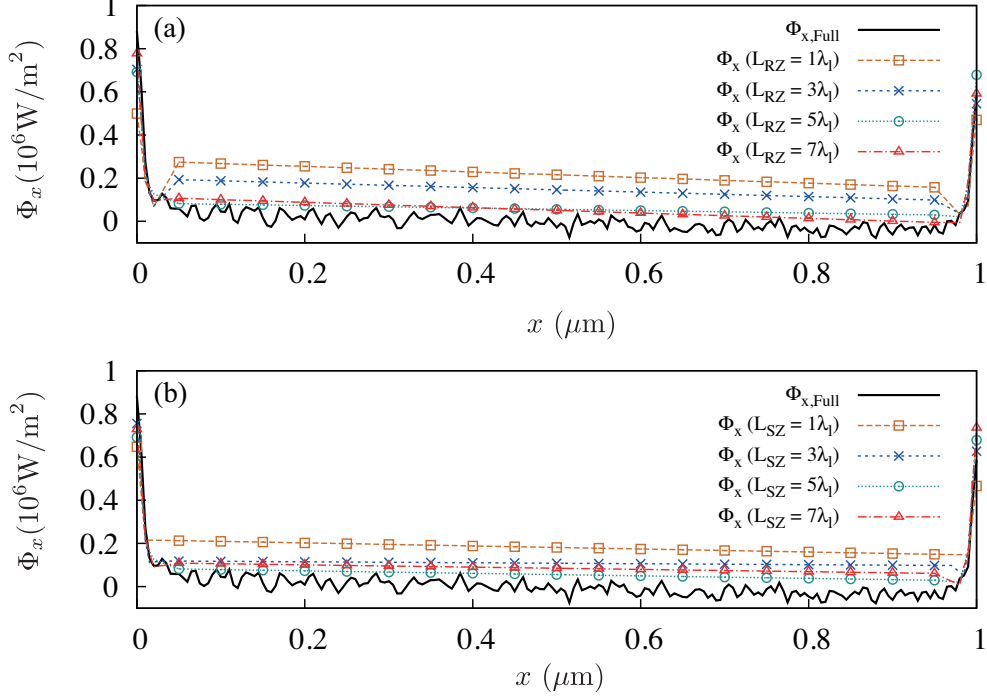 (a)
Φx,Full
Φx (LRZ = 1λl)
Φx (LRZ = 3λl)
Φx (LRZ = 5λl)
Φx (LRZ = 7λl)
Φx(10^6W/m^2)
1
0.8
0.6
0.4
0.2
0
0 0.2 0.4 0.6 0.8 1
x (μm)
(b)
Φx,Full
Φx (LSZ = 1λl)
Φx (LSZ = 3λl)
Φx (LSZ = 5λl)
Φx (LSZ = 7λl)
Φx(10^6W/m^2)
1
0.8
0.6
0.4
0.2
0
0 0.2 0.4 0.6 0.8 1
x (μm)